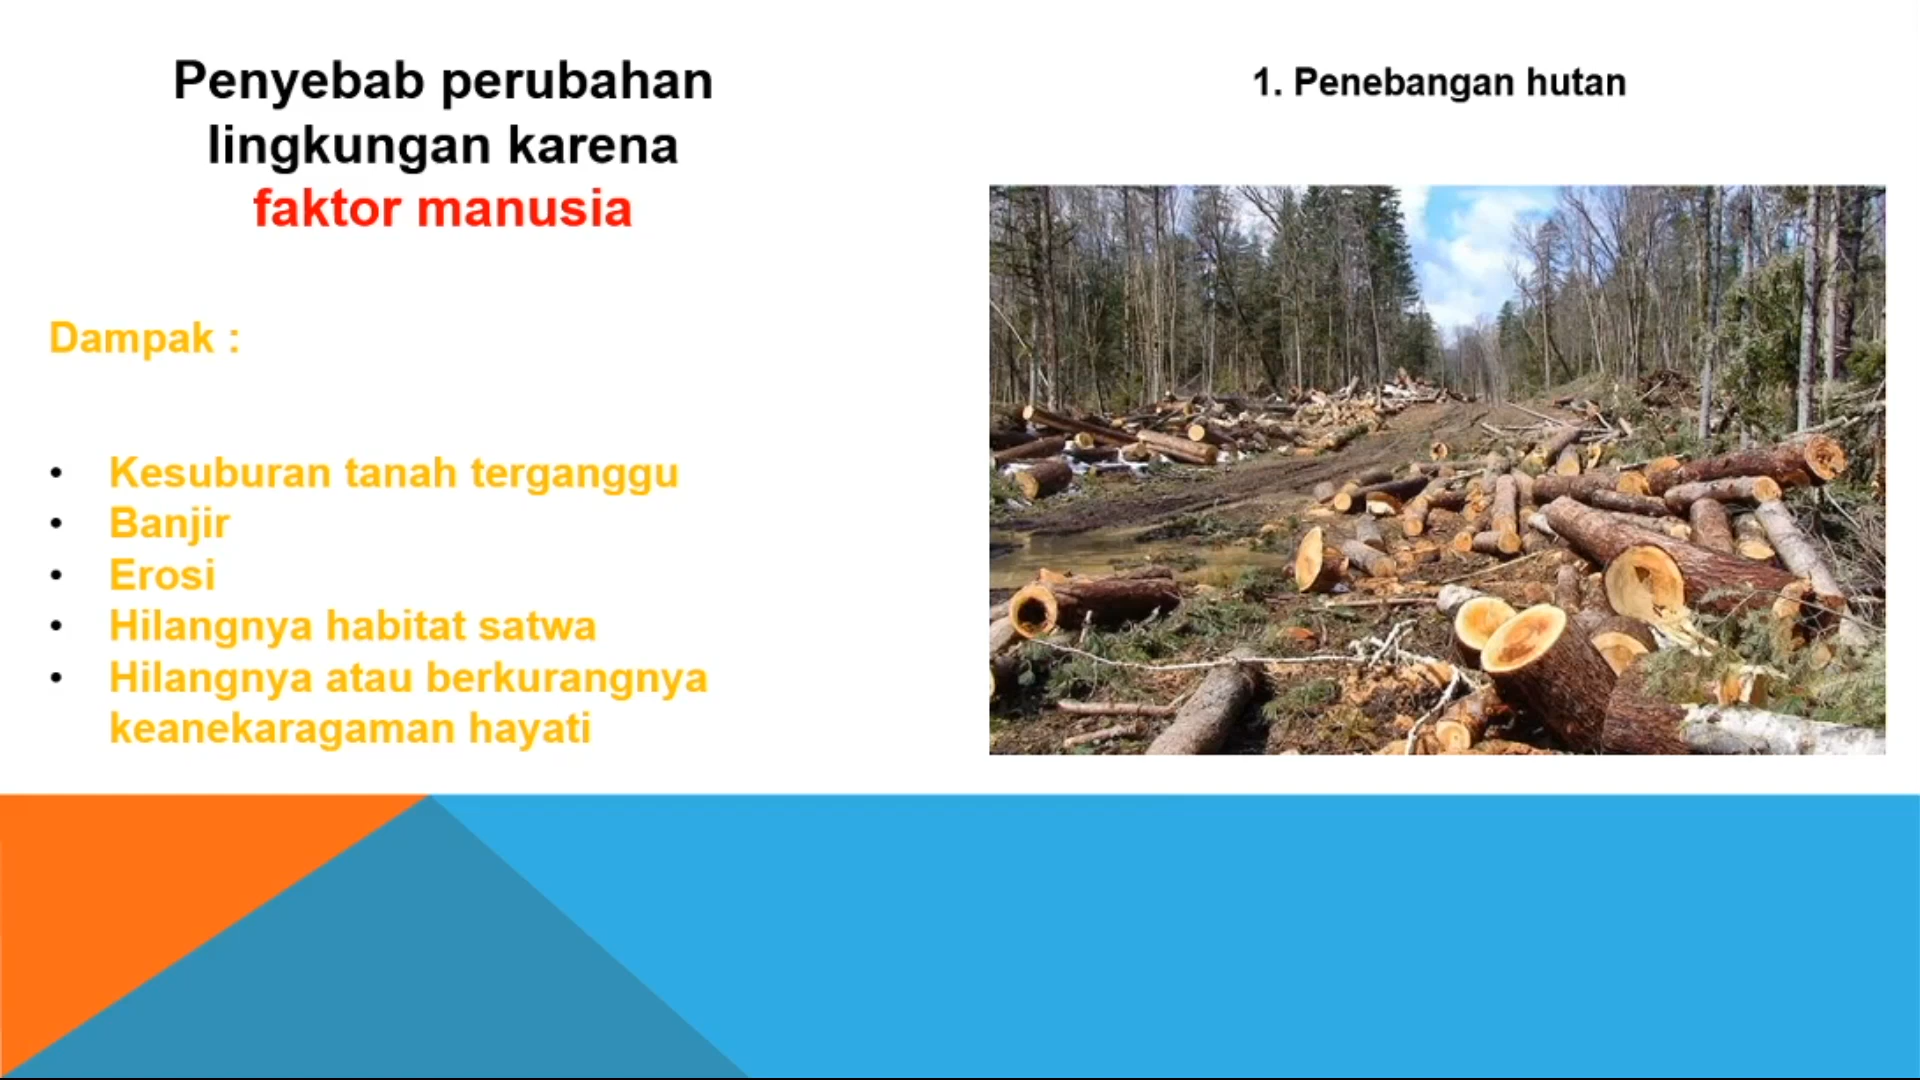 Penyebab perubahan
lingkungan karena
faktor manusia
1. Penebangan hutan
Dampak :
• Kesuburan tanah terganggu
• Banjir
• Erosi
• Hilangnya habitat satwa
• Hilangnya atau berkurangnya
keanekaragaman hayati